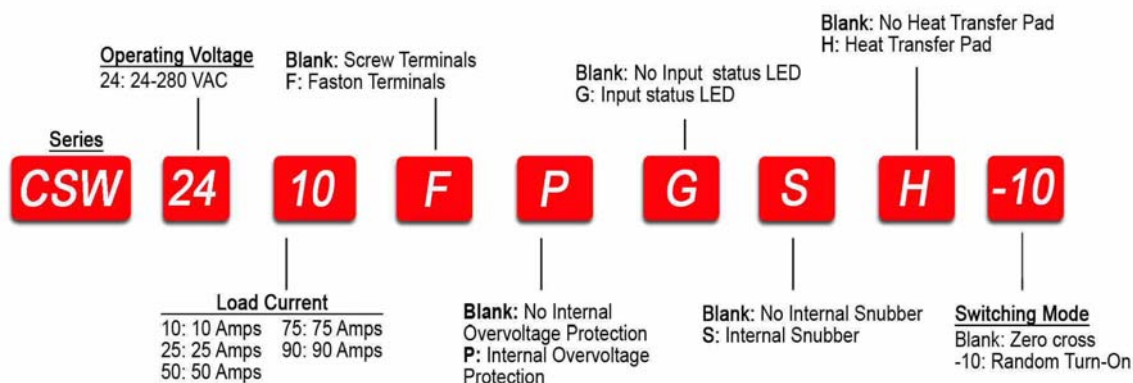 Operating Voltage
24: 24-280 VAC
Blank: Screw Terminals
F: Faston Terminals
Blank: No Input status LED
G: Input status LED
Blank: No Heat Transfer Pad
H: Heat Transfer Pad
Series
CSW 24 10 F P G S H -10
Load Current
10: 10 Amps 75: 75 Amps
25: 25 Amps 90: 90 Amps
50: 50 Amps
Blank: No Internal
Overvoltage Protection
P: Internal Overvoltage
Protection
Blank: No Internal Snubber
S: Internal Snubber
Switching Mode
Blank: Zero cross
-10: Random Turn-On